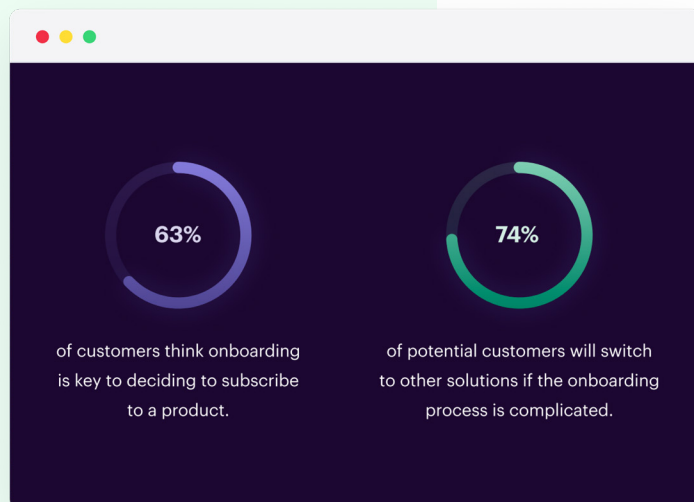 63%
of customers think onboarding
is key to deciding to subscribe
to a product.
74%
of potential customers will switch
to other solutions if the onboarding
process is complicated.